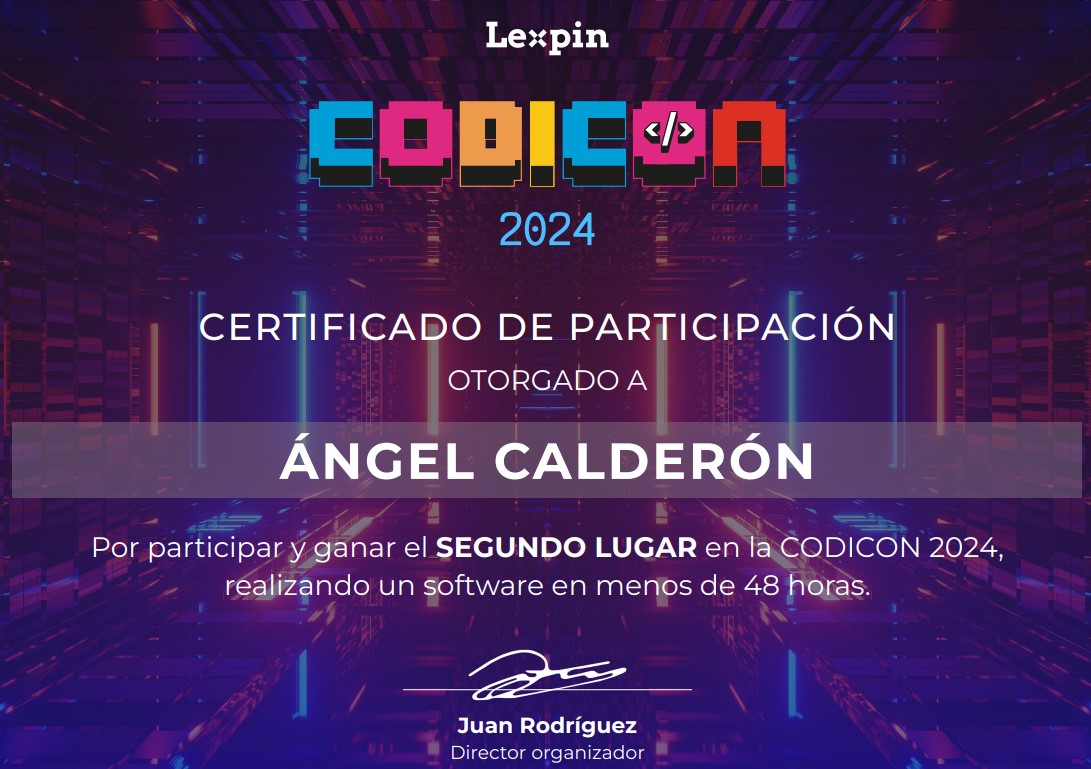 Lexpin
CODICON
2024
CERTIFICADO DE PARTICIPACIÓN
OTORGADO A
ÁNGEL CALDERÓN
Por participar y ganar el SEGUNDO LUGAR en la CODICON 2024,
realizando un software en menos de 48 horas.
Juan Rodríguez
Director organizador